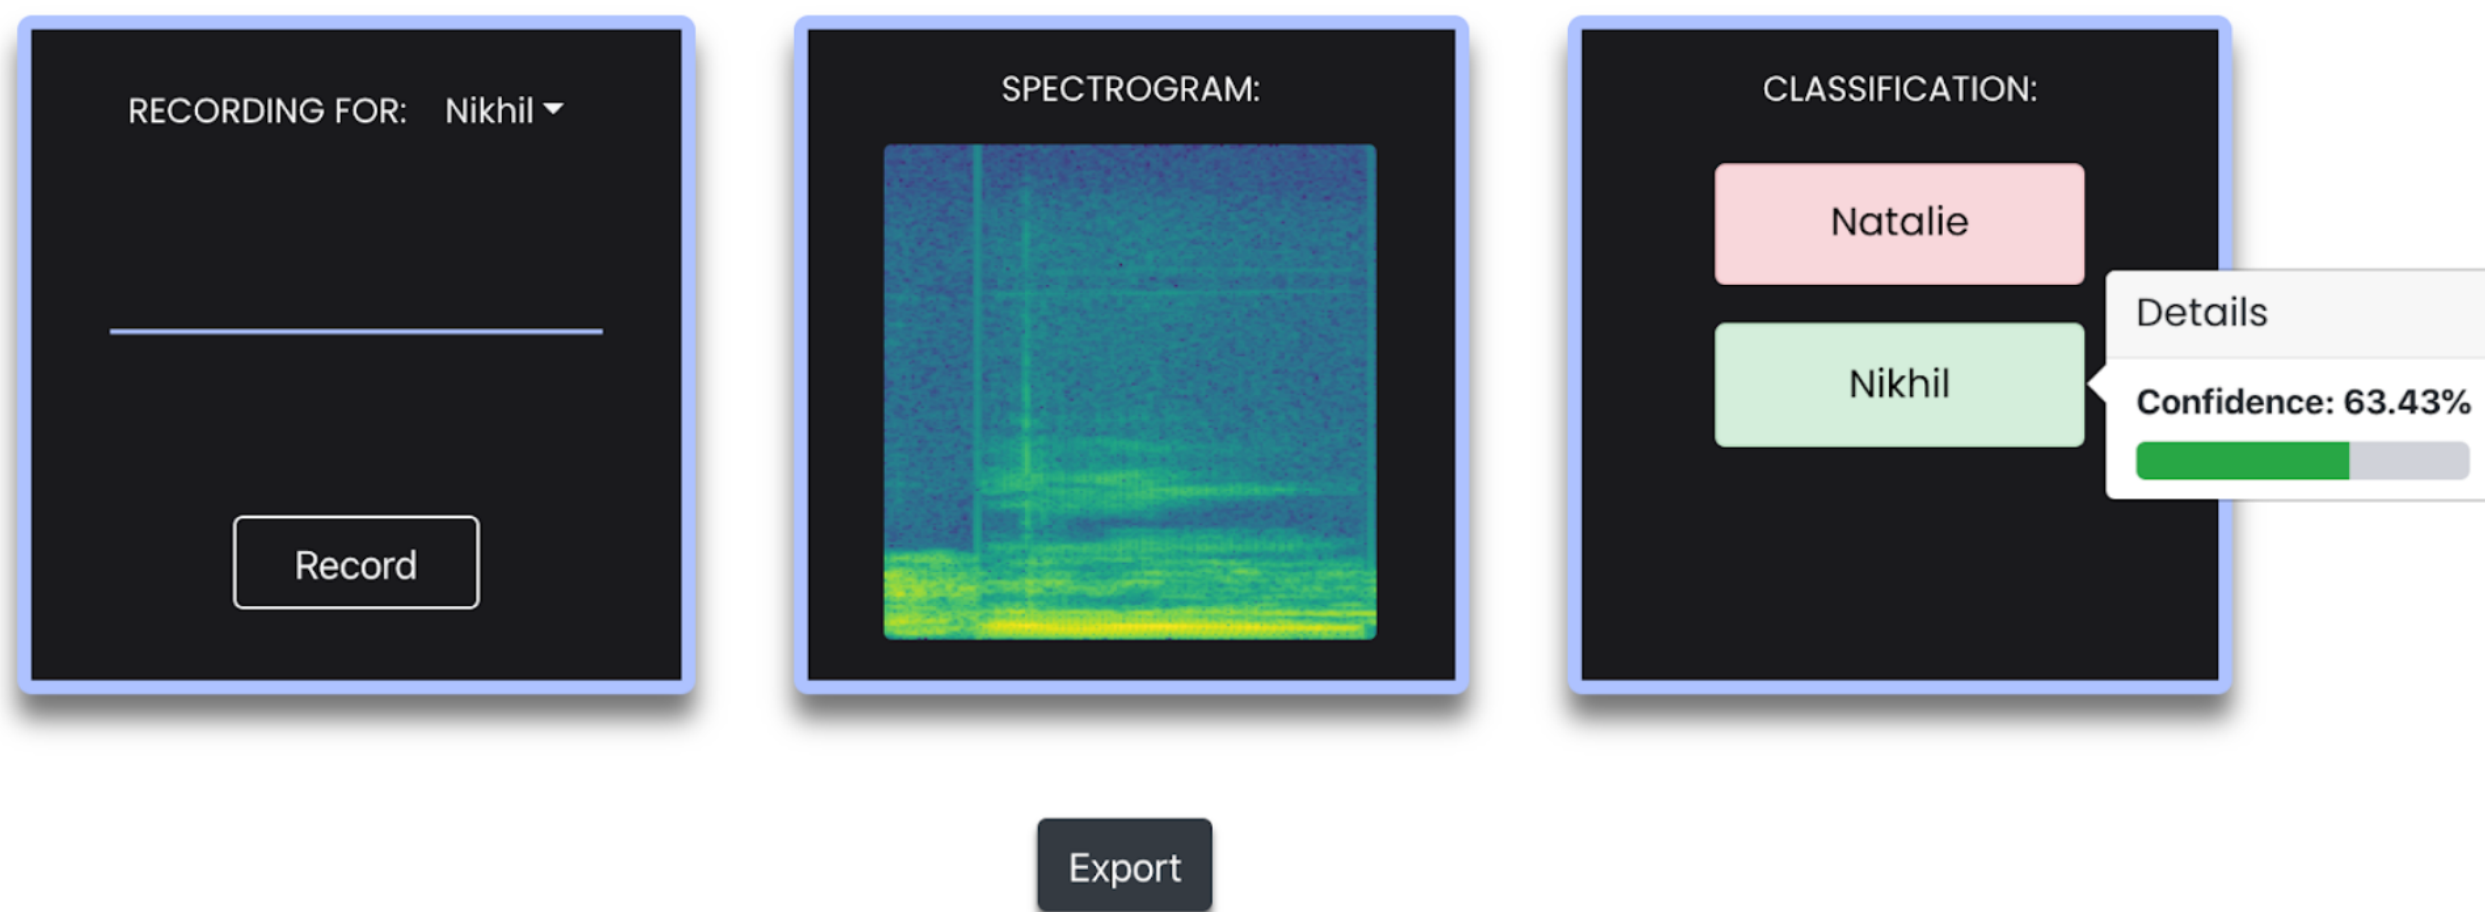 RECORDING FOR: Nikhil
Record
SPECTROGRAM:
CLASSIFICATION:
Natalie
Nikhil
Details
Confidence: 63.43%
Export